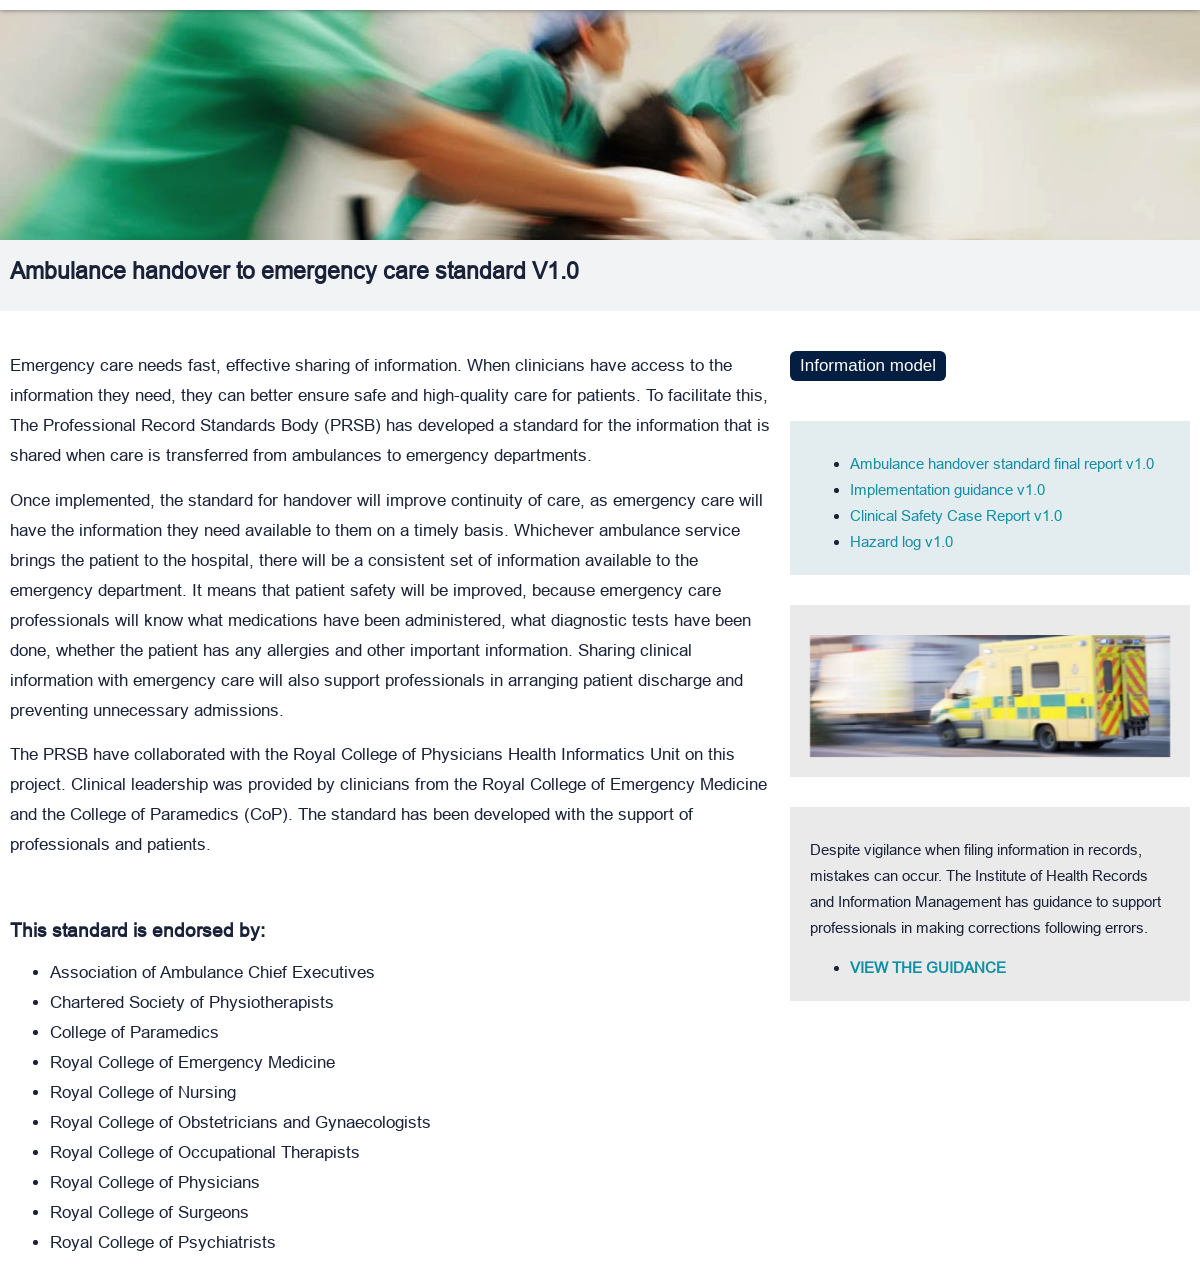 Ambulance handover to emergency care standard V1.0
Emergency care needs fast, effective sharing of information. When clinicians have access to the
information they need, they can better ensure safe and high-quality care for patients. To facilitate this,
The Professional Record Standards Body (PRSB) has developed a standard for the information that is
shared when care is transferred from ambulances to emergency departments.
Once implemented, the standard for handover will improve continuity of care, as emergency care will
have the information they need available to them on a timely basis. Whichever ambulance service
brings the patient to the hospital, there will be a consistent set of information available to the
emergency department. It means that patient safety will be improved, because emergency care
professionals will know what medications have been administered, what diagnostic tests have been
done, whether the patient has any allergies and other important information. Sharing clinical
information with emergency care will also support professionals in arranging patient discharge and
preventing unnecessary admissions.
The PRSB have collaborated with the Royal College of Physicians Health Informatics Unit on this
project. Clinical leadership was provided by clinicians from the Royal College of Emergency Medicine
and the College of Paramedics (CoP). The standard has been developed with the support of
professionals and patients.
This standard is endorsed by:
• Association of Ambulance Chief Executives
• Chartered Society of Physiotherapists
• College of Paramedics
• Royal College of Emergency Medicine
• Royal College of Nursing
• Royal College of Obstetricians and Gynaecologists
• Royal College of Occupational Therapists
• Royal College of Physicians
• Royal College of Surgeons
• Royal College of Psychiatrists
Information model
• Ambulance handover standard final report v1.0
• Implementation guidance v1.0
• Clinical Safety Case Report v1.0
• Hazard log v1.0
Despite vigilance when filing information in records,
mistakes can occur. The Institute of Health Records
and Information Management has guidance to support
professionals in making corrections following errors.
• VIEW THE GUIDANCE